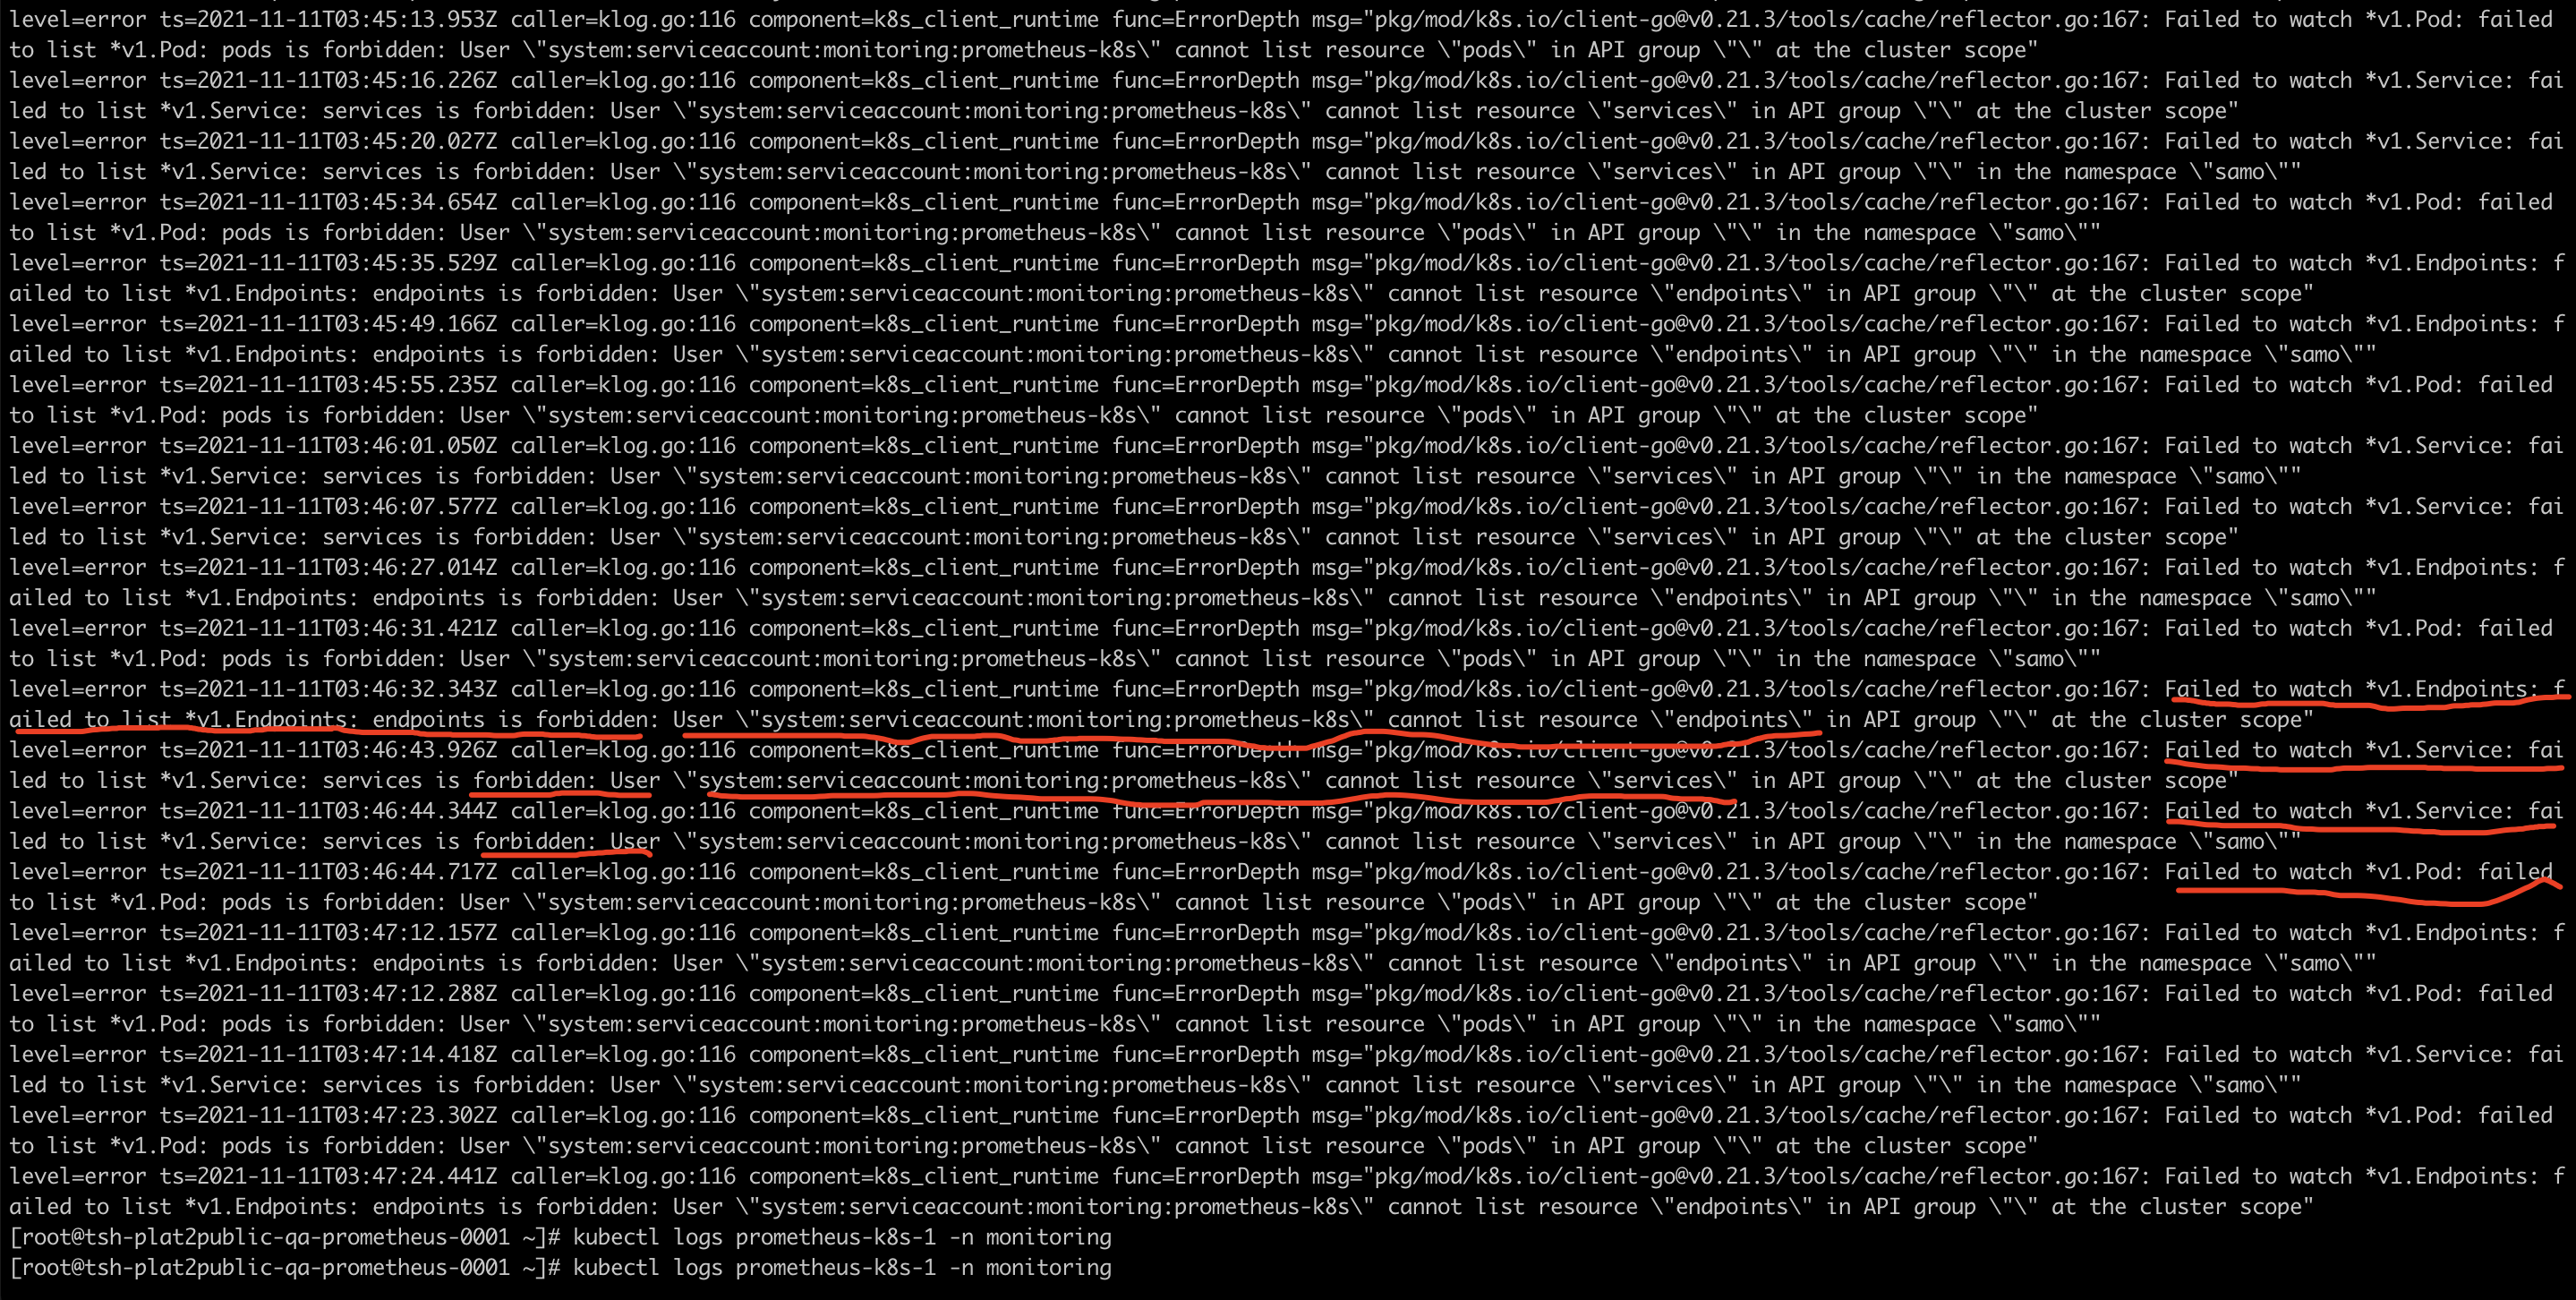 level=error ts=2021-11-11T03:45:13.953Z caller=klog.go:116 component=k8s_client_runtime func=ErrorDepth msg="pkg/mod/k8s.io/client-go@v0.21.3/tools/cache/reflector.go:167: Failed to watch *v1.Pod: failed
to list *v1.Pod: pods is forbidden: User \"system:serviceaccount:monitoring:prometheus-k8s\" cannot list resource \"pods\" in API group \"\" at the cluster scope"
level=error ts=2021-11-11T03:45:16.226Z caller=klog.go:116 component=k8s_client_runtime func=ErrorDepth msg="pkg/mod/k8s.io/client-go@v0.21.3/tools/cache/reflector.go:167: Failed to watch *v1.Service: fai
led to list *v1.Service: services is forbidden: User \"system:serviceaccount:monitoring:prometheus-k8s\" cannot list resource \"services\" in API group \"\" at the cluster scope"
level=error ts=2021-11-11T03:45:20.027Z caller=klog.go:116 component=k8s_client_runtime func=ErrorDepth msg="pkg/mod/k8s.io/client-go@v0.21.3/tools/cache/reflector.go:167: Failed to watch *v1.Service: fai
led to list *v1.Service: services is forbidden: User \"system:serviceaccount:monitoring:prometheus-k8s\" cannot list resource \"services\" in API group \"\" in the namespace \"samo\""
level=error ts=2021-11-11T03:45:34.654Z caller=klog.go:116 component=k8s_client_runtime func=ErrorDepth msg="pkg/mod/k8s.io/client-go@v0.21.3/tools/cache/reflector.go:167: Failed to watch *v1.Pod: failed
to list *v1.Pod: pods is forbidden: User \"system:serviceaccount:monitoring:prometheus-k8s\" cannot list resource \"pods\" in API group \"\" in the namespace \"samo\""
level=error ts=2021-11-11T03:45:35.529Z caller=klog.go:116 component=k8s_client_runtime func=ErrorDepth msg="pkg/mod/k8s.io/client-go@v0.21.3/tools/cache/reflector.go:167: Failed to watch *v1.Endpoints: f
ailed to list *v1.Endpoints: endpoints is forbidden: User \"system:serviceaccount:monitoring:prometheus-k8s\" cannot list resource \"endpoints\" in API group \"\" at the cluster scope"
level=error ts=2021-11-11T03:45:49.166Z caller=klog.go:116 component=k8s_client_runtime func=ErrorDepth msg="pkg/mod/k8s.io/client-go@v0.21.3/tools/cache/reflector.go:167: Failed to watch *v1.Endpoints: f
ailed to list *v1.Endpoints: endpoints is forbidden: User \"system:serviceaccount:monitoring:prometheus-k8s\" cannot list resource \"endpoints\" in API group \"\" in the namespace \"samo\""
level=error ts=2021-11-11T03:45:55.235Z caller=klog.go:116 component=k8s_client_runtime func=ErrorDepth msg="pkg/mod/k8s.io/client-go@v0.21.3/tools/cache/reflector.go:167: Failed to watch *v1.Pod: failed
to list *v1.Pod: pods is forbidden: User \"system:serviceaccount:monitoring:prometheus-k8s\" cannot list resource \"pods\" in API group \"\" at the cluster scope"
level=error ts=2021-11-11T03:46:01.050Z caller=klog.go:116 component=k8s_client_runtime func=ErrorDepth msg="pkg/mod/k8s.io/client-go@v0.21.3/tools/cache/reflector.go:167: Failed to watch *v1.Service: fai
led to list *v1.Service: services is forbidden: User \"system:serviceaccount:monitoring:prometheus-k8s\" cannot list resource \"services\" in API group \"\" in the namespace \"samo\""
level=error ts=2021-11-11T03:46:07.577Z caller=klog.go:116 component=k8s_client_runtime func=ErrorDepth msg="pkg/mod/k8s.io/client-go@v0.21.3/tools/cache/reflector.go:167: Failed to watch *v1.Service: fai
led to list *v1.Service: services is forbidden: User \"system:serviceaccount:monitoring:prometheus-k8s\" cannot list resource \"services\" in API group \"\" at the cluster scope"
level=error ts=2021-11-11T03:46:27.014Z caller=klog.go:116 component=k8s_client_runtime func=ErrorDepth msg="pkg/mod/k8s.io/client-go@v0.21.3/tools/cache/reflector.go:167: Failed to watch *v1.Endpoints: f
ailed to list *v1.Endpoints: endpoints is forbidden: User \"system:serviceaccount:monitoring:prometheus-k8s\" cannot list resource \"endpoints\" in API group \"\" in the namespace \"samo\""
level=error ts=2021-11-11T03:46:31.421Z caller=klog.go:116 component=k8s_client_runtime func=ErrorDepth msg="pkg/mod/k8s.io/client-go@v0.21.3/tools/cache/reflector.go:167: Failed to watch *v1.Pod: failed
to list *v1.Pod: pods is forbidden: User \"system:serviceaccount:monitoring:prometheus-k8s\" cannot list resource \"pods\" in API group \"\" in the namespace \"samo\""
level=error ts=2021-11-11T03:46:32.343Z caller=klog.go:116 component=k8s_client_runtime func=ErrorDepth msg="pkg/mod/k8s.io/client-go@v0.21.3/tools/cache/reflector.go:167: Failed to watch *v1.Endpoints: f
ailed to list *v1.Endpoints: endpoints is forbidden: User \"system:serviceaccount:monitoring:prometheus-k8s\" cannot list resource \"endpoints\" in API group \"\" at the cluster scope"
level=error ts=2021-11-11T03:46:43.926Z caller=klog.go:116 component=k8s_client_runtime func=ErrorDepth msg="pkg/mod/k8s.io/client-go@v0.21.3/tools/cache/reflector.go:167: Failed to watch *v1.Service: fai
led to list *v1.Service: services is forbidden: User \"system:serviceaccount:monitoring:prometheus-k8s\" cannot list resource \"services\" in API group \"\" at the cluster scope"
level=error ts=2021-11-11T03:46:44.344Z caller=klog.go:116 component=k8s_client_runtime func=ErrorDepth msg="pkg/mod/k8s.io/client-go@v0.21.3/tools/cache/reflector.go:167: Failed to watch *v1.Service: fai
led to list *v1.Service: services is forbidden: User \"system:serviceaccount:monitoring:prometheus-k8s\" cannot list resource \"services\" in API group \"\" in the namespace \"samo\""
level=error ts=2021-11-11T03:46:44.717Z caller=klog.go:116 component=k8s_client_runtime func=ErrorDepth msg="pkg/mod/k8s.io/client-go@v0.21.3/tools/cache/reflector.go:167: Failed to watch *v1.Pod: failed
to list *v1.Pod: pods is forbidden: User \"system:serviceaccount:monitoring:prometheus-k8s\" cannot list resource \"pods\" in API group \"\" at the cluster scope"
level=error ts=2021-11-11T03:47:12.157Z caller=klog.go:116 component=k8s_client_runtime func=ErrorDepth msg="pkg/mod/k8s.io/client-go@v0.21.3/tools/cache/reflector.go:167: Failed to watch *v1.Endpoints: f
ailed to list *v1.Endpoints: endpoints is forbidden: User \"system:serviceaccount:monitoring:prometheus-k8s\" cannot list resource \"endpoints\" in API group \"\" in the namespace \"samo\""
level=error ts=2021-11-11T03:47:12.288Z caller=klog.go:116 component=k8s_client_runtime func=ErrorDepth msg="pkg/mod/k8s.io/client-go@v0.21.3/tools/cache/reflector.go:167: Failed to watch *v1.Pod: failed
to list *v1.Pod: pods is forbidden: User \"system:serviceaccount:monitoring:prometheus-k8s\" cannot list resource \"pods\" in API group \"\" in the namespace \"samo\""
level=error ts=2021-11-11T03:47:14.418Z caller=klog.go:116 component=k8s_client_runtime func=ErrorDepth msg="pkg/mod/k8s.io/client-go@v0.21.3/tools/cache/reflector.go:167: Failed to watch *v1.Service: fai
led to list *v1.Service: services is forbidden: User \"system:serviceaccount:monitoring:prometheus-k8s\" cannot list resource \"services\" in API group \"\" in the namespace \"samo\""
level=error ts=2021-11-11T03:47:23.302Z caller=klog.go:116 component=k8s_client_runtime func=ErrorDepth msg="pkg/mod/k8s.io/client-go@v0.21.3/tools/cache/reflector.go:167: Failed to watch *v1.Pod: failed
to list *v1.Pod: pods is forbidden: User \"system:serviceaccount:monitoring:prometheus-k8s\" cannot list resource \"pods\" in API group \"\" at the cluster scope"
level=error ts=2021-11-11T03:47:24.441Z caller=klog.go:116 component=k8s_client_runtime func=ErrorDepth msg="pkg/mod/k8s.io/client-go@v0.21.3/tools/cache/reflector.go:167: Failed to watch *v1.Endpoints: f
ailed to list *v1.Endpoints: endpoints is forbidden: User \"system:serviceaccount:monitoring:prometheus-k8s\" cannot list resource \"endpoints\" in API group \"\" at the cluster scope"
[root@tsh-plat2public-qa-prometheus-0001 ~]# kubectl logs prometheus-k8s-1 -n monitoring
[root@tsh-plat2public-qa-prometheus-0001 ~]# kubectl logs prometheus-k8s-1 -n monitoring